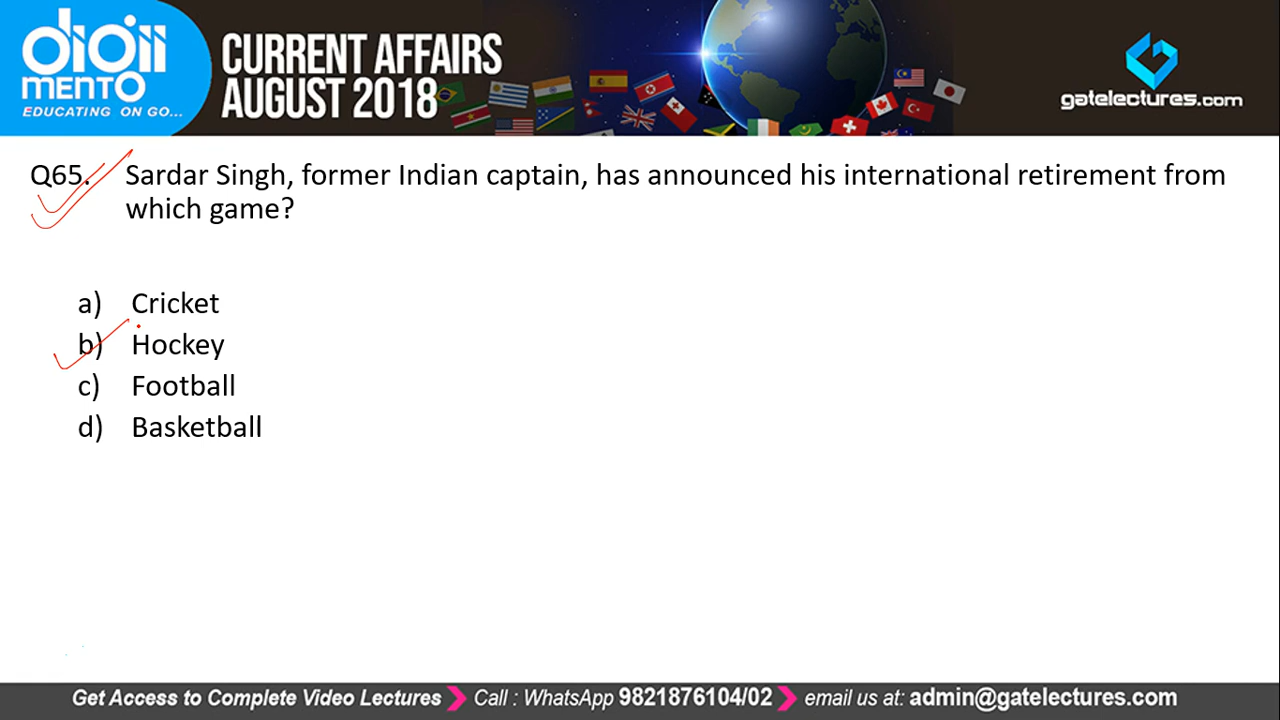 diGii
MENTO
EDUCATING ON GO...
CURRENT AFFAIRS
AUGUST 2018
gatelectures.com
Q65. Sardar Singh, former Indian captain, has announced his international retirement from
which game?
a) Cricket
b) Hockey
c) Football
d) Basketball
Get Access to Complete Video Lectures Call : WhatsApp 9821876104/02 email us at: admin@gatelectures.com